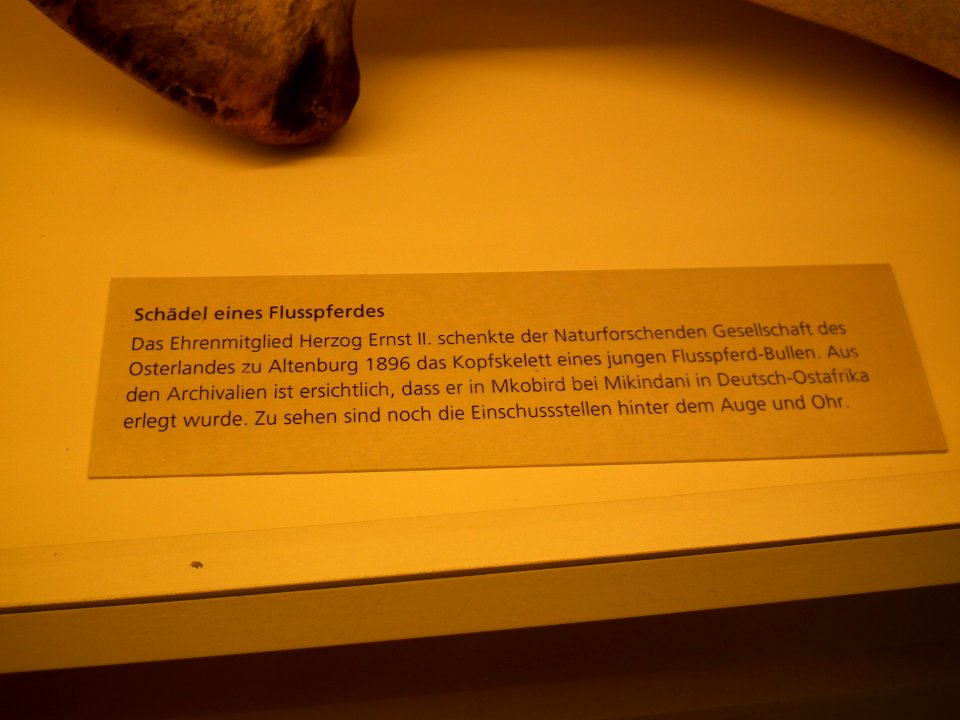 Schädel eines Flusspferdes
Das Ehrenmitglied Herzog Ernst II. schenkte der Naturforschenden Gesellschaft des
Osterlandes zu Altenburg 1896 das Kopfskelett eines jungen Flusspferd-Bullen. Aus
den Archivalien ist ersichtlich, dass er in Mkobird bei Mikindani in Deutsch-Ostafrika
erlegt wurde. Zu sehen sind noch die Einschussstellen hinter dem Auge und Ohr.